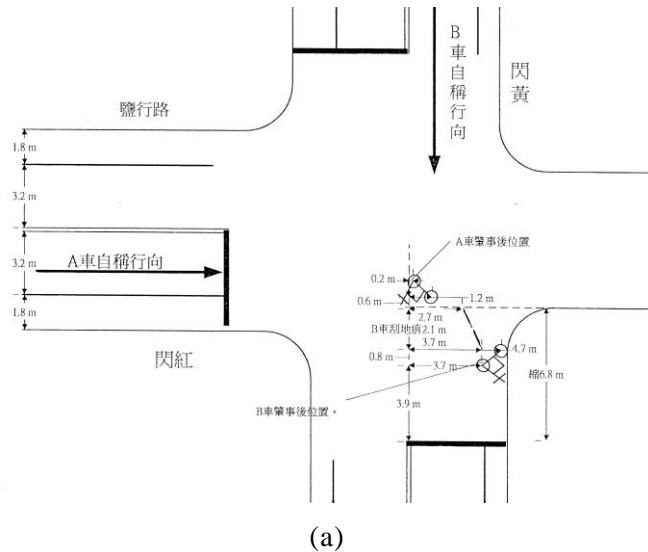 B車自稱行向
閃黃
鹽行路
1.8 m
3.2 m
3.2 m
1.8 m
A車自稱行向
閃紅
A車肇事後位置
0.2 m
0.6 m
1.2 m
2.7 m
B車刮地痕2.1 m
3.7 m
4.7 m
0.8 m
3.7 m
縮6.8 m
3.9 m
B車肇事後位置。
(a)